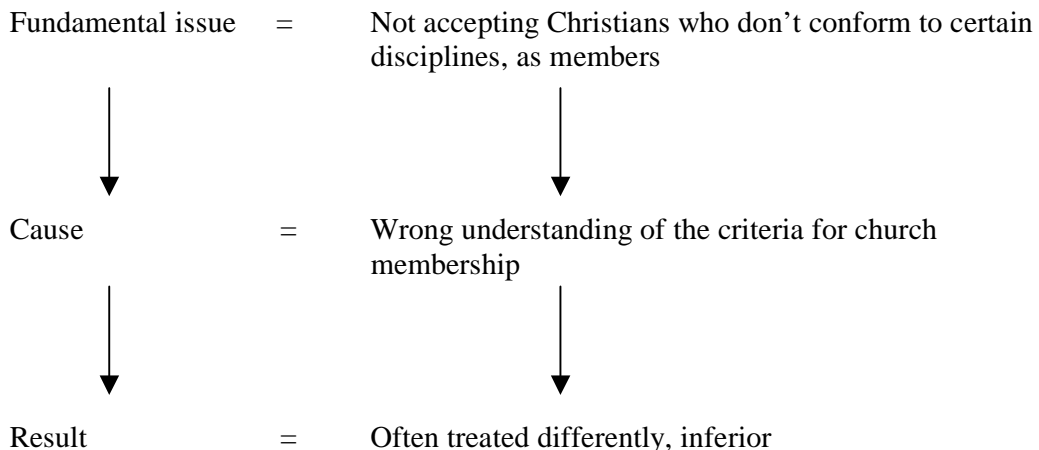 Fundamental issue = Not accepting Christians who don’t conform to certain
disciplines, as members
Cause = Wrong understanding of the criteria for church
membership
Result = Often treated differently, inferior